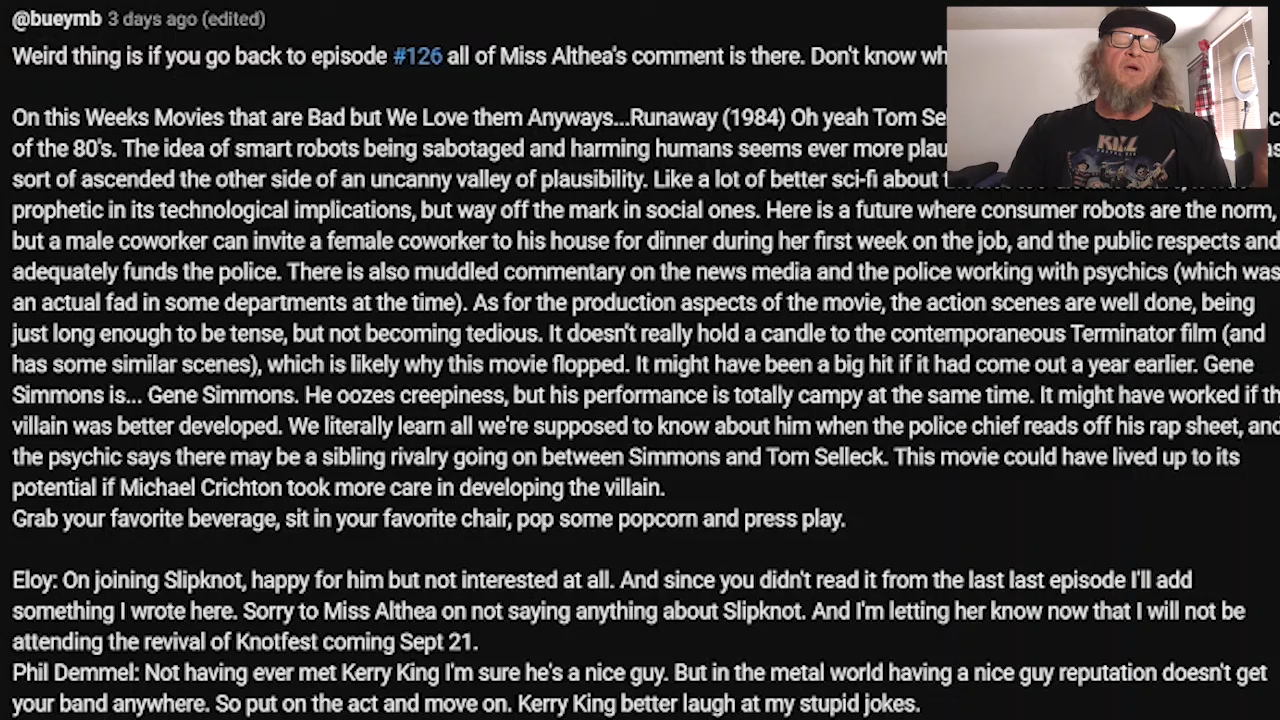 @bueymb 3 days ago (edited)
Weird thing is if you go back to episode #126 all of Miss Althea's comment is there. Don't know
On this Weeks Movies that are Bad but We Love them Anyways...Runaway (1984) Oh yeah Tom
of the 80's. The idea of smart robots being sabotaged and harming humans seems ever more
sort of ascended the other side of an uncanny valley of plausibility. Like a lot of better sci-fi about
prophetic in its technological implications, but way off the mark in social ones. Here is a future where consumer robots are the norm,
but a male coworker can invite a female coworker to his house for dinner during her first week on the job, and the public respects and
adequately funds the police. There is also muddled commentary on the news media and the police working with psychics (which was
an actual fad in some departments at the time). As for the production aspects of the movie, the action scenes are well done, being
just long enough to be tense, but not becoming tedious. It doesn't really hold a candle to the contemporaneous Terminator film (and
has some similar scenes), which is likely why this movie flopped. It might have been a big hit if it had come out a year earlier. Gene
Simmons is... Gene Simmons. He oozes creepiness, but his performance is totally campy at the same time. It might have worked if
villain was better developed. We literally learn all we're supposed to know about him when the police chief reads off his rap sheet, and
the psychic says there may be a sibling rivalry going on between Simmons and Tom Selleck. This movie could have lived up to its
potential if Michael Crichton took more care in developing the villain.
Grab your favorite beverage, sit in your favorite chair, pop some popcorn and press play.
Eloy: On joining Slipknot, happy for him but not interested at all. And since you didn't read it from the last last episode I'll add
something I wrote here. Sorry to Miss Althea on not saying anything about Slipknot. And I'm letting her know now that I will not be
attending the revival of Knotfest coming Sept 21.
Phil Demmel: Not having ever met Kerry King I'm sure he's a nice guy. But in the metal world having a nice guy reputation doesn't get
your band anywhere. So put on the act and move on. Kerry King better laugh at my stupid jokes.
KILL